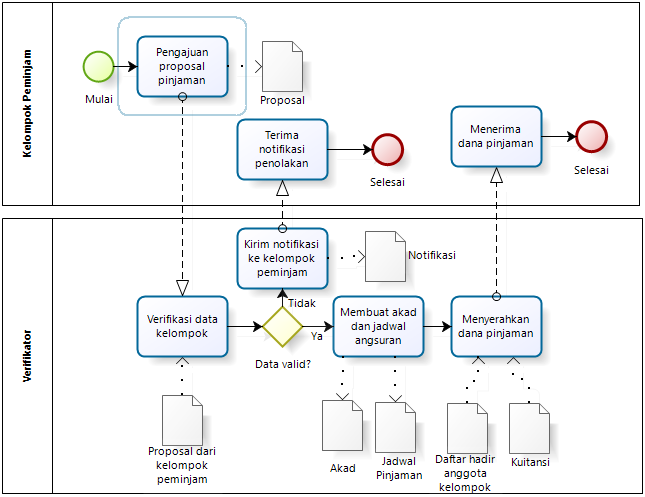 Kelompok Peminjam
Mulai
Pengajuan
proposal
pinjaman
Proposal
Terima
notifikasi
penolakan
Selesai
Menerima
dana pinjaman
Selesai
Verifikator
Kirim notifikasi
ke kelompok
peminjam
Notifikasi
Verifikasi data
kelompok
Tidak
Data valid?
Ya
Membuat akad
dan jadwal
angsuran
Menyerahkan
dana pinjaman
Proposal dari
kelompok
peminjam
Akad
Jadwal
Pinjaman
Daftar hadir
anggota
kelompok
Kuitansi